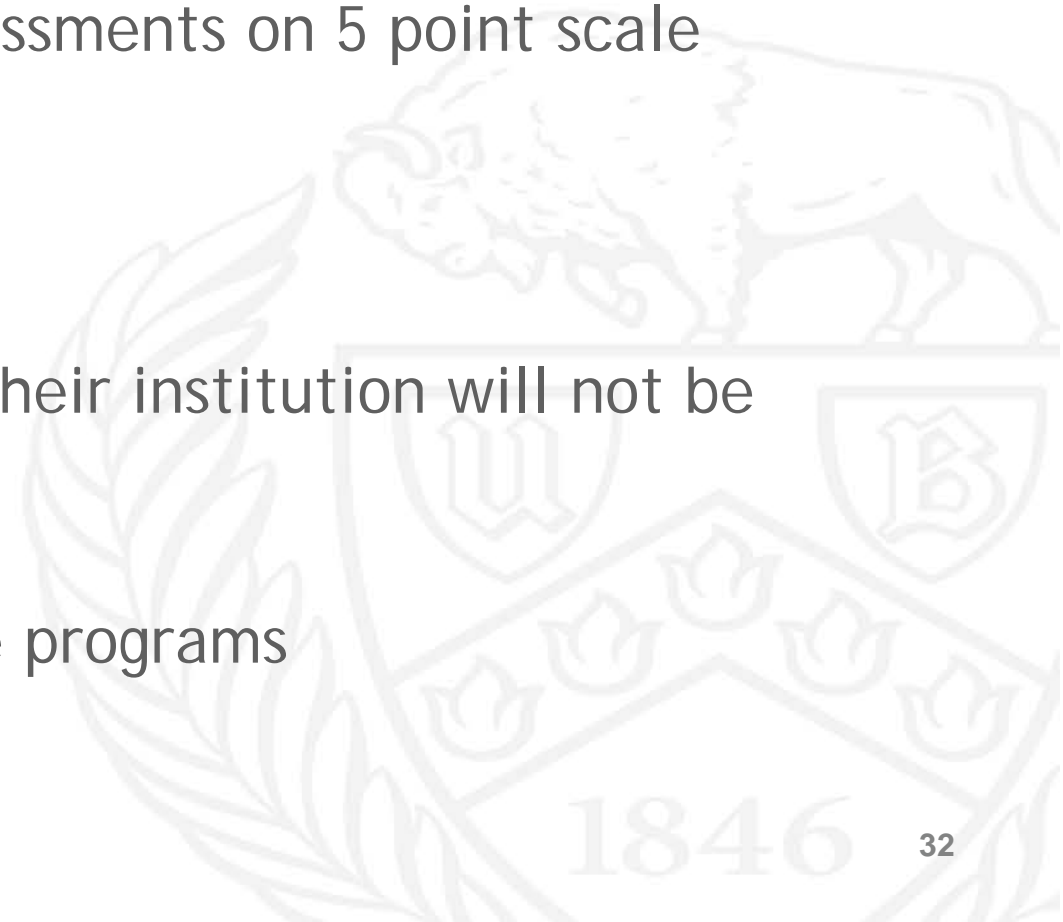 ssments on 5 point scale
heir institution will not be
programs
U B
1846
32